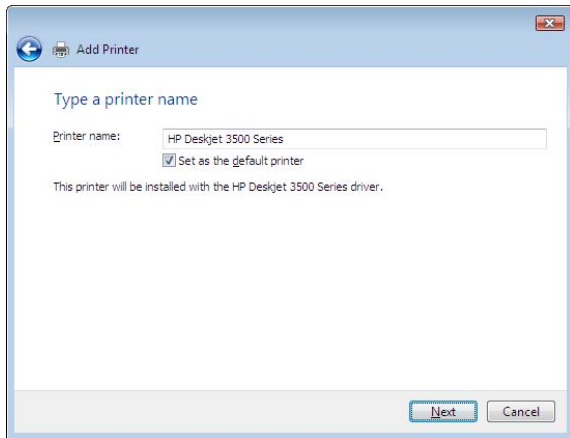 Add Printer
Type a printer name
Printer name: HP Deskjet 3500 Series
Set as the default printer
This printer will be installed with the HP Deskjet 3500 Series driver.
Next Cancel